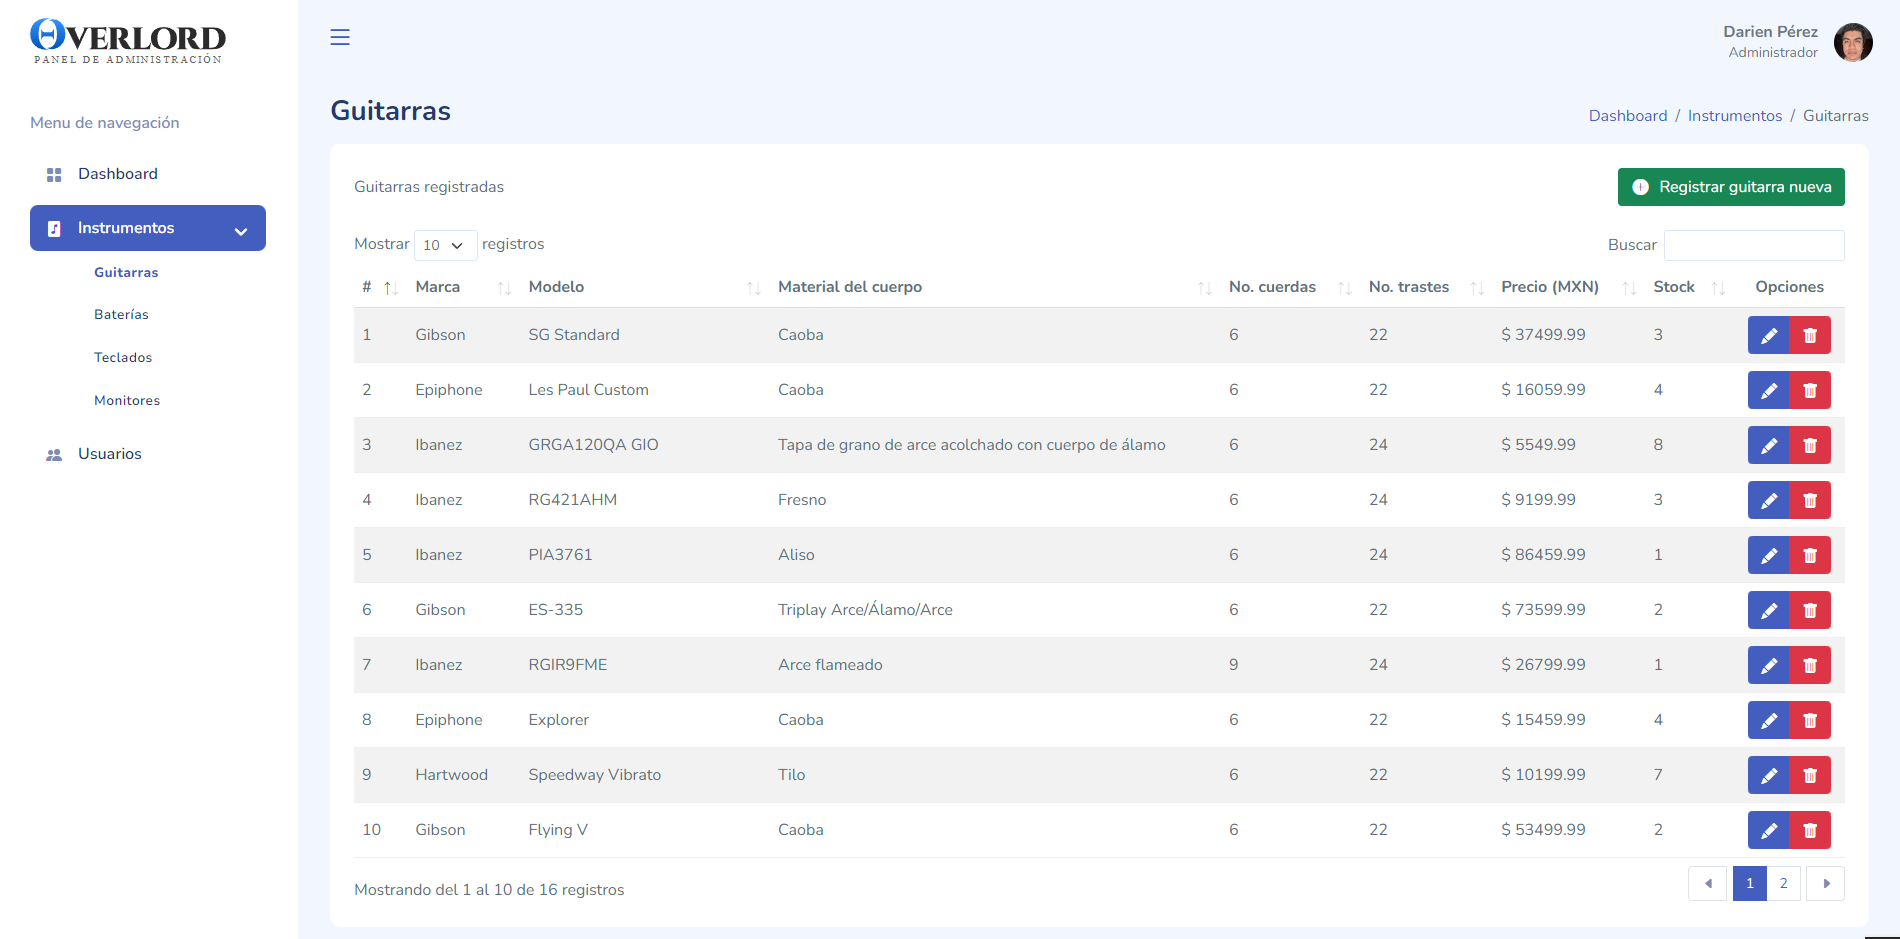 OVERLORD
PANEL DE ADMINISTRACIÓN
Menu de navegación
Dashboard
Instrumentos
Guitarras
Baterías
Teclados
Monitores
Usuarios
Darien Pérez
Administrador
Guitarras
Dashboard / Instrumentos / Guitarras
Guitarras registradas
Registrar guitarra nueva
Mostrar 10 registros
Buscar
# Marca Modelo Material del cuerpo No. cuerdas No. trastes Precio (MXN) Stock Opciones
1 Gibson SG Standard Caoba 6 22 $ 37499.99 3
2 Epiphone Les Paul Custom Caoba 6 22 $ 16059.99 4
3 Ibanez GRGA120QA GIO Tapa de grano de arce acolchado con cuerpo de álamo 6 24 $ 5549.99 8
4 Ibanez RG421AHM Fresno 6 24 $ 9199.99 3
5 Ibanez PIA3761 Aliso 6 24 $ 86459.99 1
6 Gibson ES-335 Triplay Arce/Álamo/Arce 6 22 $ 73599.99 2
7 Ibanez RGIR9FME Arce flameado 9 24 $ 26799.99 1
8 Epiphone Explorer Caoba 6 22 $ 15459.99 4
9 Hartwood Speedway Vibrato Tilo 6 22 $ 10199.99 7
10 Gibson Flying V Caoba 6 22 $ 53499.99 2
Mostrando del 1 al 10 de 16 registros
1 2